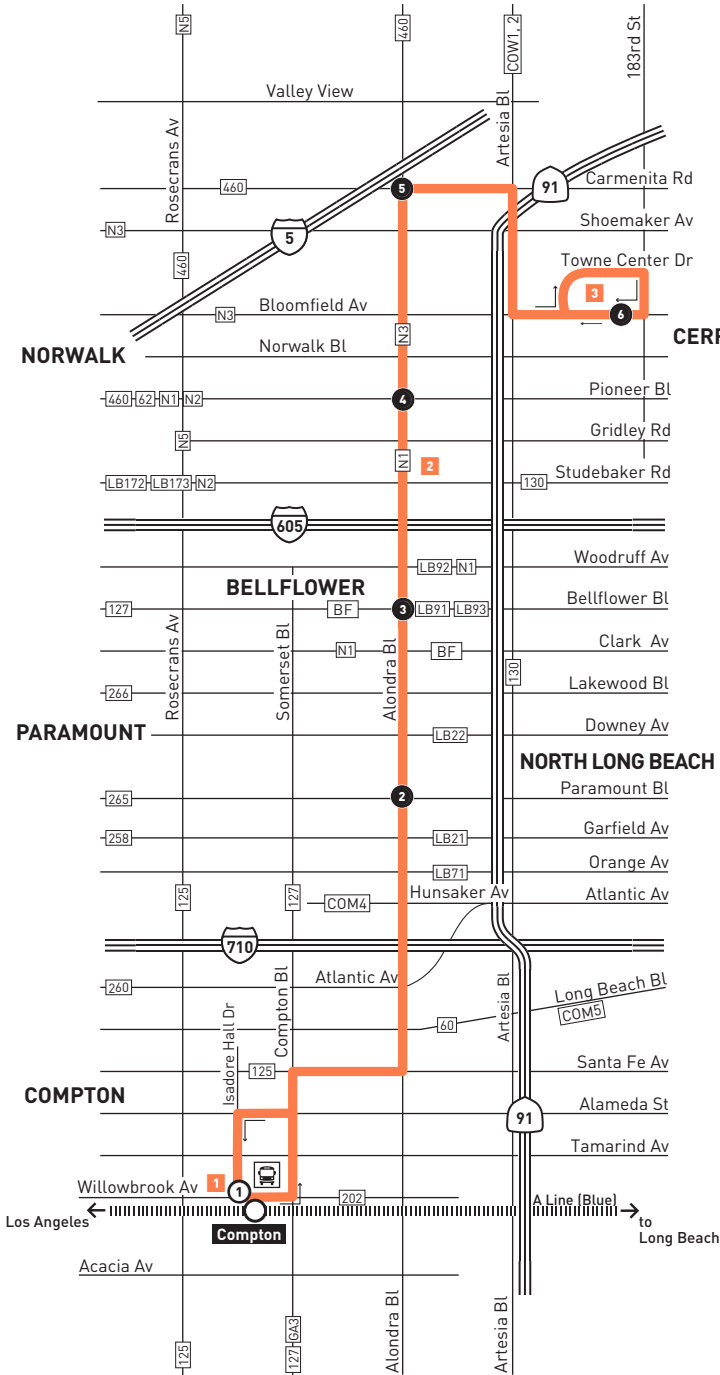 N5
460
COW1, 2
183rd St
Valley View
Artesia Bl
Rosecrans Av
460
5
91
Carmenita Rd
N3
5
Shoemaker Av
460
Towne Center Dr
3
Bloomfield Av
N3
6
N3
NORWALK
Norwalk Bl
CERR
460 62 N1 N2
4
Pioneer Bl
N5
Gridley Rd
N1
2
LB172 LB173 N2
130
Studebaker Rd
605
Woodruff Av
LB92 N1
BELLFLOWER
127
BF
3
LB91 LB93
Bellflower Bl
N1
BF
Clark Av
Rosecrans Av
Somerset Bl
Alondra Bl
130
266
Lakewood Bl
PARAMOUNT
LB22
Downey Av
NORTH LONG BEACH
265
2
Paramount Bl
258
LB21
Garfield Av
LB71
Orange Av
125
127
COM4
Hunsaker Av
Atlantic Av
710
Compton Bl
Atlantic Av
260
Artesia Bl
Long Beach Bl
COM5
60
Isadore Hall Dr
125
Santa Fe Av
COMPTON
Alameda St
91
Tamarind Av
1
1
Willowbrook Av
202
A Line (Blue)
Los Angeles
to
Long Beach
Compton
Acacia Av
Alondra Bl
Artesia Bl
125
127 GA3